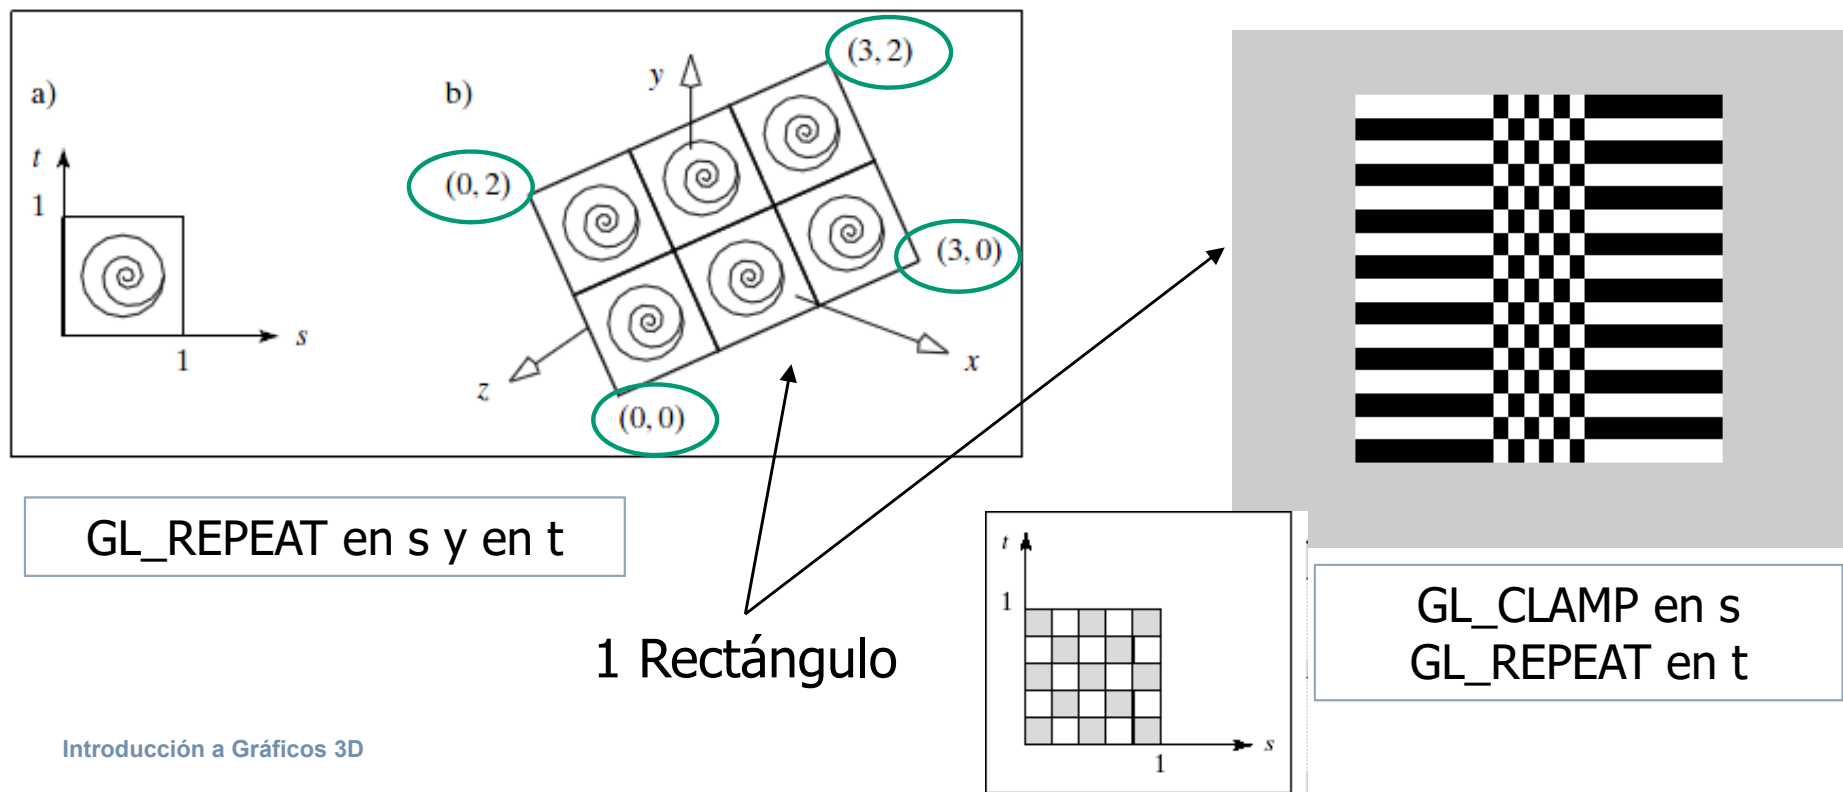 a)
t
1
1
s
b)
y
(3, 2)
(0, 2)
(3, 0)
x
z
(0, 0)
GL_REPEAT en s y en t
1 Rectángulo
t
1
1
s
GL_CLAMP en s
GL_REPEAT en t
Introducción a Gráficos 3D